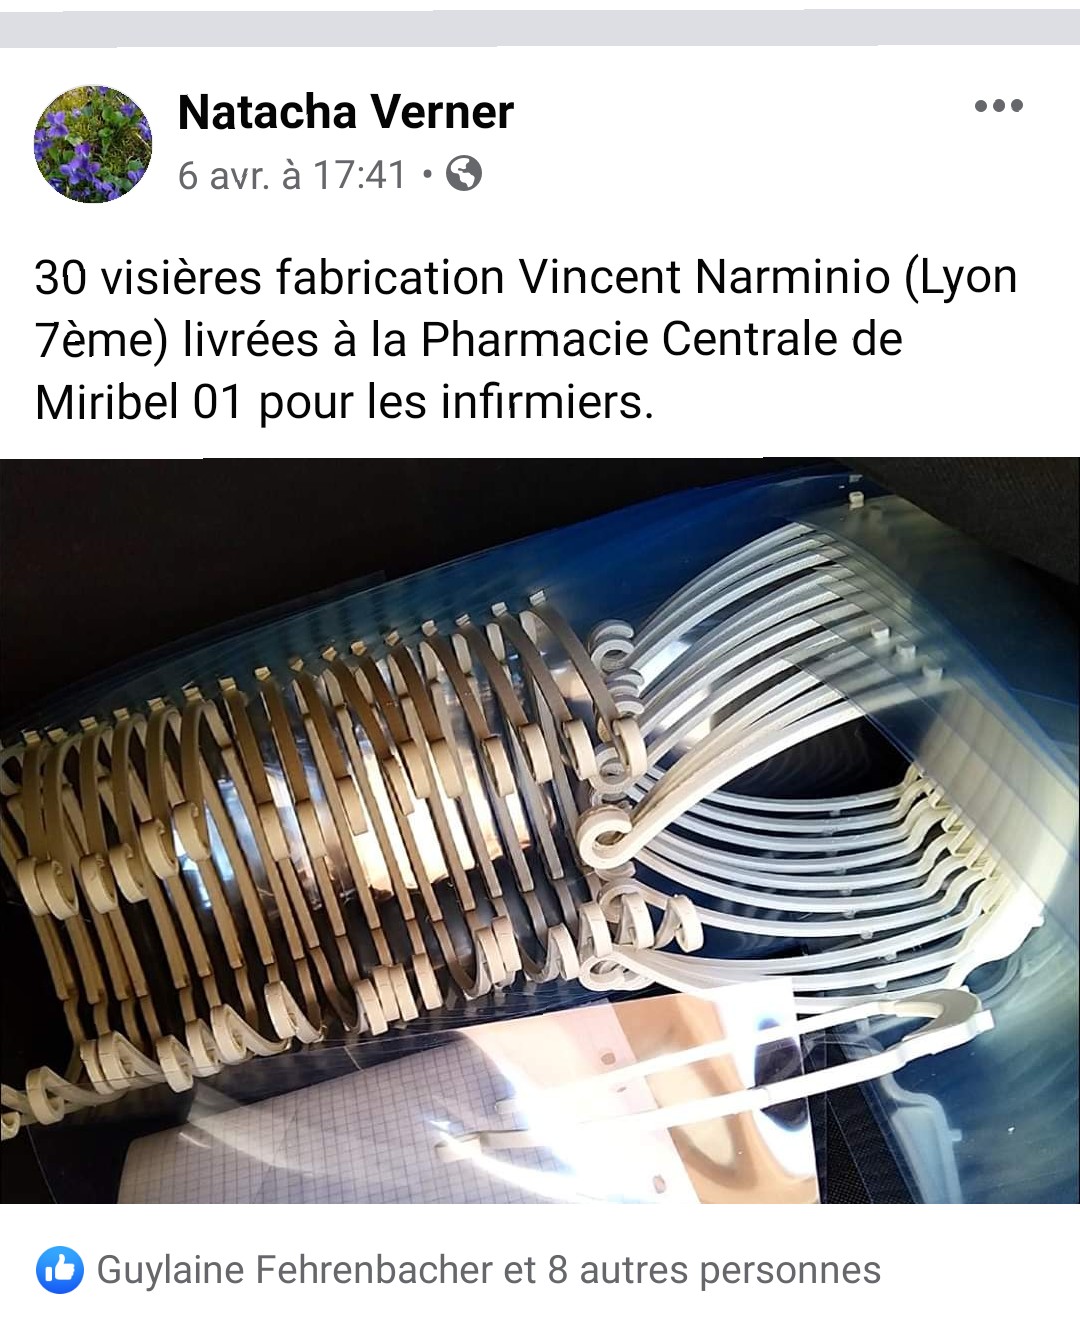 Natacha Verner
6 avr. à 17:41 •
30 visières fabrication Vincent Narminio (Lyon
7ème) livrées à la Pharmacie Centrale de
Miribel 01 pour les infirmiers.
Guylaine Fehrenbacher et 8 autres personnes